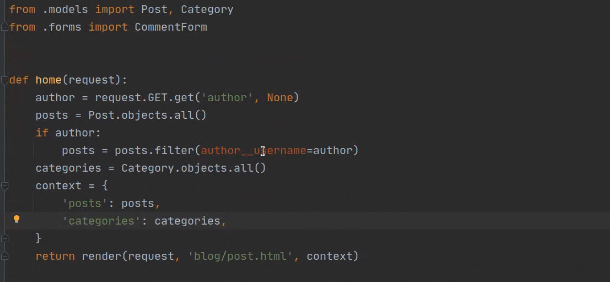 from .models import Post, Category
from .forms import CommentForm
def home(request):
author = request.GET.get('author', None)
posts = Post.objects.all()
if author:
posts = posts.filter(author__username=author)
categories = Category.objects.all()
context = {
'posts': posts,
'categories': categories,
}
return render(request, 'blog/post.html', context)